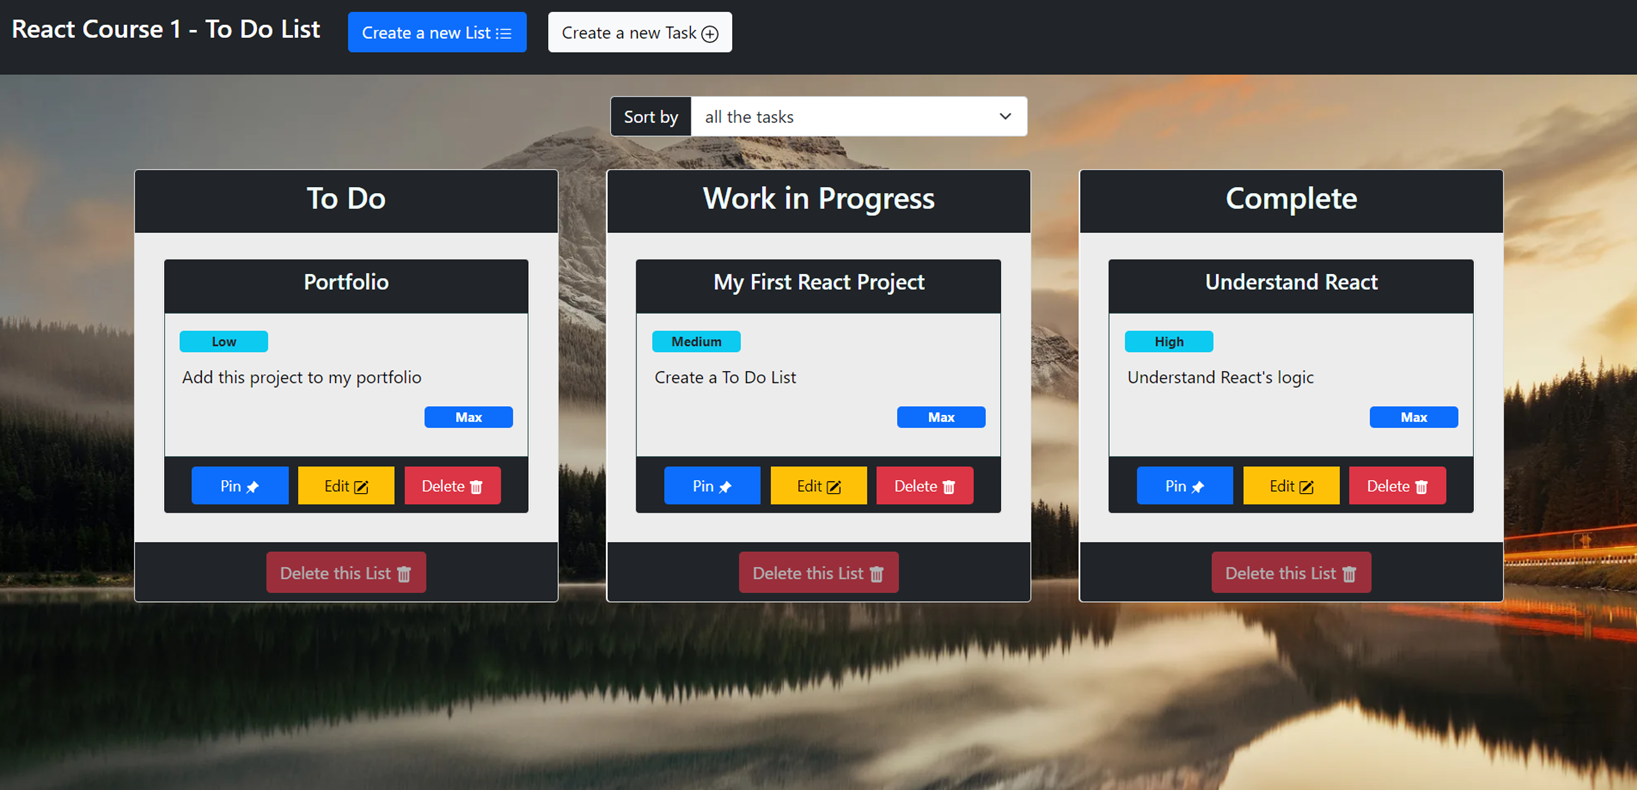 React Course 1 - To Do List
Create a new List
Create a new Task
Sort by
all the tasks
To Do
Portfolio
Low
Add this project to my portfolio
Max
Pin
Edit
Delete
Delete this List
Work in Progress
My First React Project
Medium
Create a To Do List
Max
Pin
Edit
Delete
Delete this List
Complete
Understand React
High
Understand React's logic
Max
Pin
Edit
Delete
Delete this List